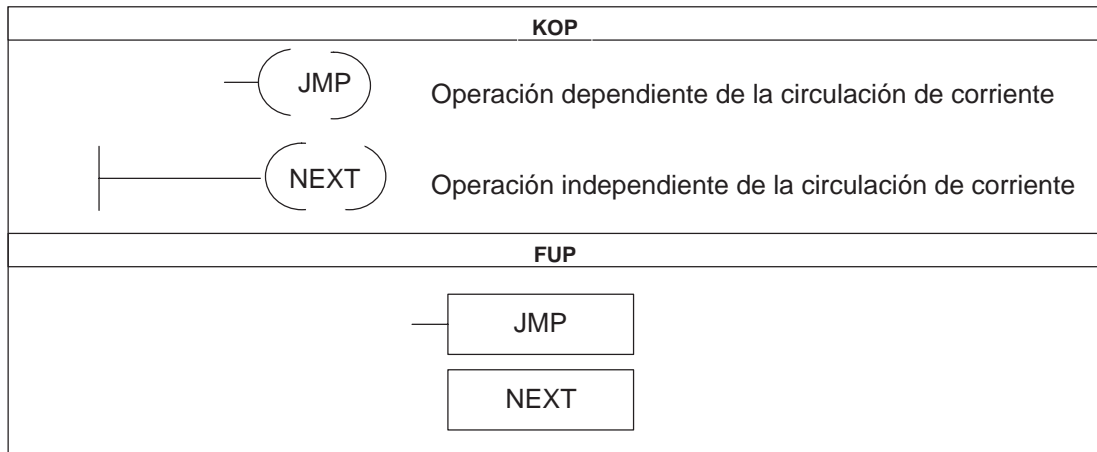 KOP
JMP
Operación dependiente de la circulación de corriente
NEXT
Operación independiente de la circulación de corriente
FUP
JMP
NEXT